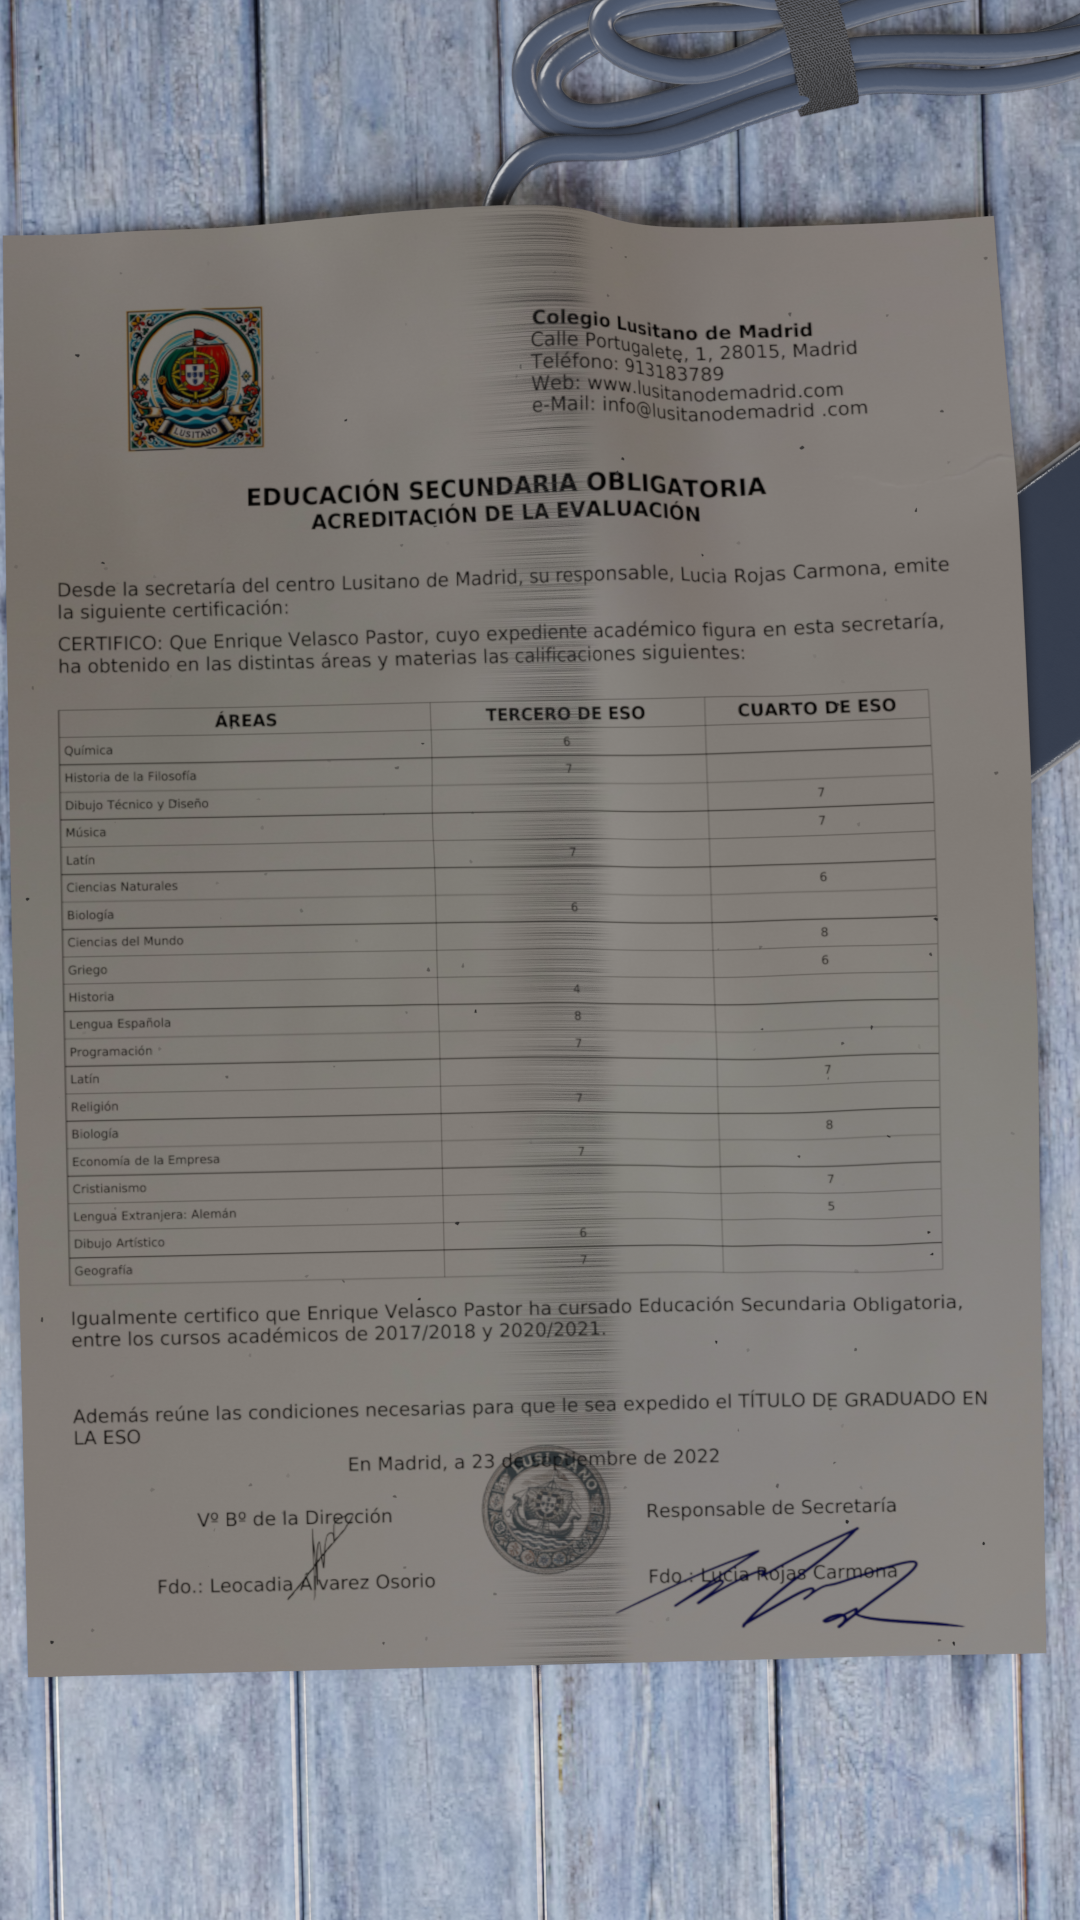 LUSITANO
Colegio Lusitano de Madrid
Calle Portugalete, 1, 28015, Madrid
Teléfono: 913183789
Web: www.lusitanodemadrid.com
e-Mail: info@lusitanodemadrid .com
EDUCACIÓN SECUNDARIA OBLIGATORIA
ACREDITACIÓN DE LA EVALUACIÓN
Desde la secretaría del centro Lusitano de Madrid, su responsable, Lucia Rojas Carmona, emite
la siguiente certificación:
CERTIFICO: Que Enrique Velasco Pastor, cuyo expediente académico figura en esta secretaría,
ha obtenido en las distintas áreas y materias las calificaciones siguientes:
ÁREAS TERCERO DE ESO CUARTO DE ESO
Química 6
Historia de la Filosofía 7
Dibujo Técnico y Diseño 7
Música 7
Latín 7
Ciencias Naturales 6
Biología 6
Ciencias del Mundo 8
Griego 6
Historia 4
Lengua Española 8
Programación 7
Latín 7
Religión 7
Biología 8
Economía de la Empresa 7
Cristianismo 7
Lengua Extranjera: Alemán 5
Dibujo Artístico 6
Geografía 7
Igualmente certifico que Enrique Velasco Pastor ha cursado Educación Secundaria Obligatoria,
entre los cursos académicos de 2017/2018 y 2020/2021.
Además reúne las condiciones necesarias para que le sea expedido el TÍTULO DE GRADUADO EN
LA ESO
En Madrid, a 23 de septiembre de 2022
LUSITANO
Vº Bº de la Dirección
Responsable de Secretaría
Fdo.: Leocadia Álvarez Osorio
Fdo.: Lucia Rojas Carmona